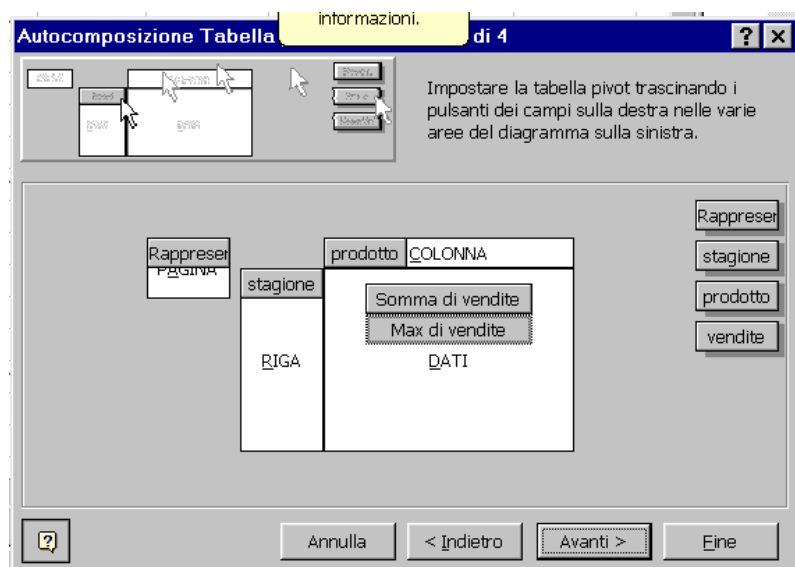 informazioni.
Autocomposizione Tabella
di 4
Impostare la tabella pivot trascinando i
pulsanti dei campi sulla destra nelle varie
aree del diagramma sulla sinistra.
Rappreser
stagione
prodotto
vendite
Rappreser
PAGINA
prodotto COLONNA
stagione
Somma di vendite
Max di vendite
RIGA
DATI
Annulla
< Indietro
Avanti >
Fine